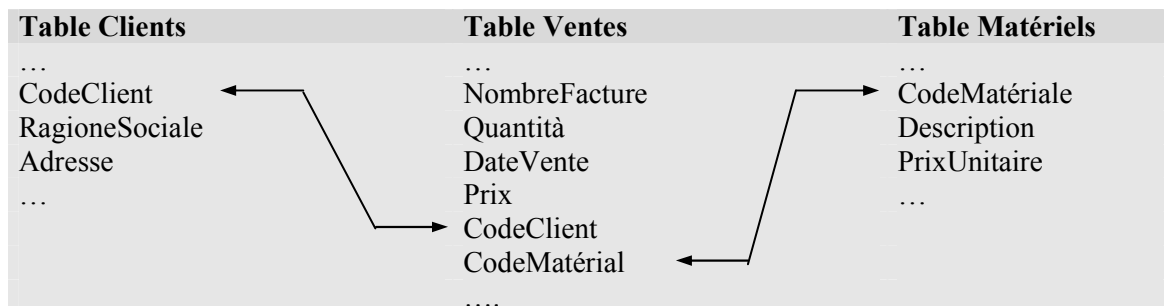 Table Clients Table Ventes Table Matériels
… … …
CodeClient NombreFacture CodeMatériale
RagioneSociale Quantità Description
Adresse DateVente PrixUnitaire
… Prix …
CodeClient
CodeMatérial
….